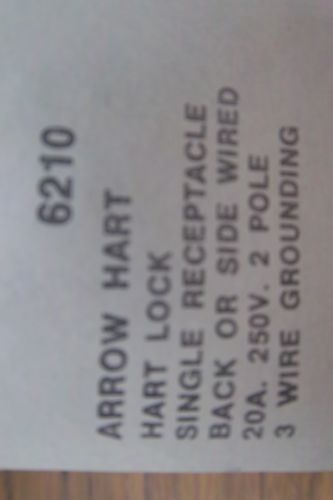 6210
ARROW HART
HART LOCK
SINGLE RECEPTACLE
BACK OR SIDE WIRED
20A. 250V. 2 POLE
3 WIRE GROUNDING